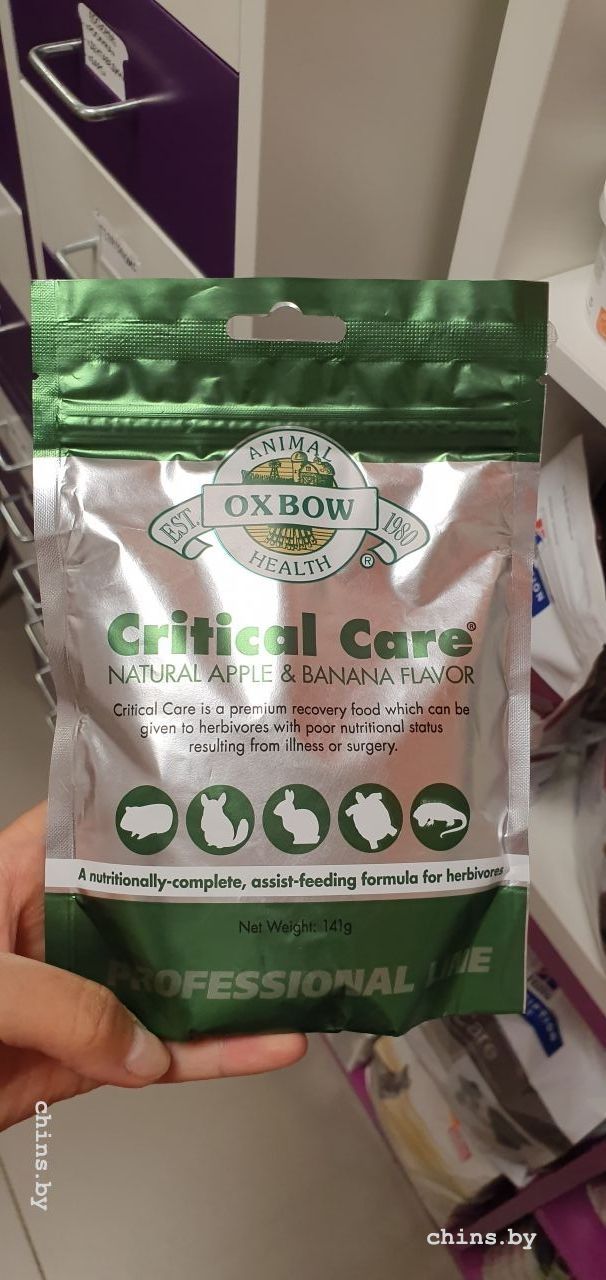 ANIMAL
OXBOW
EST. 1980
HEALTH ®
Critical Care®
NATURAL APPLE & BANANA FLAVOR
Critical Care is a premium recovery food which can be
given to herbivores with poor nutritional status
resulting from illness or surgery.
A nutritionally-complete, assist-feeding formula for herbivores
Net Weight: 141g
PROFESSIONAL LINE
chins.by
chins.by